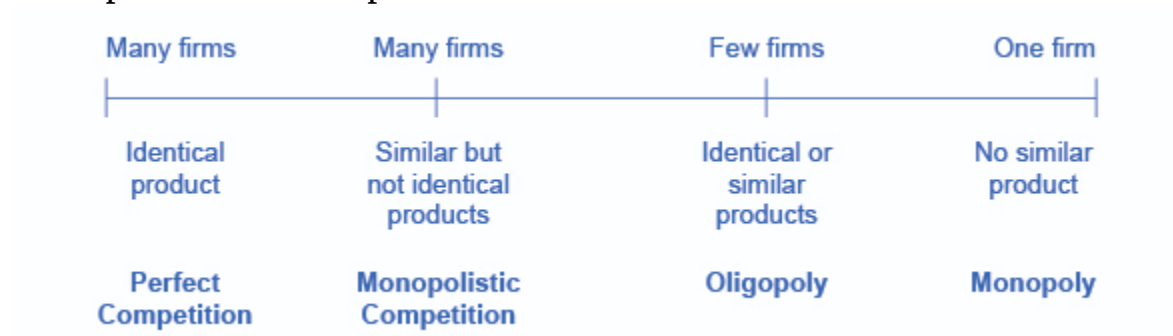 Many firms Many firms Few firms One firm
Identical Similar but Identical or No similar
product not identical similar product
products products
Perfect Monopolistic Oligopoly Monopoly
Competition Competition